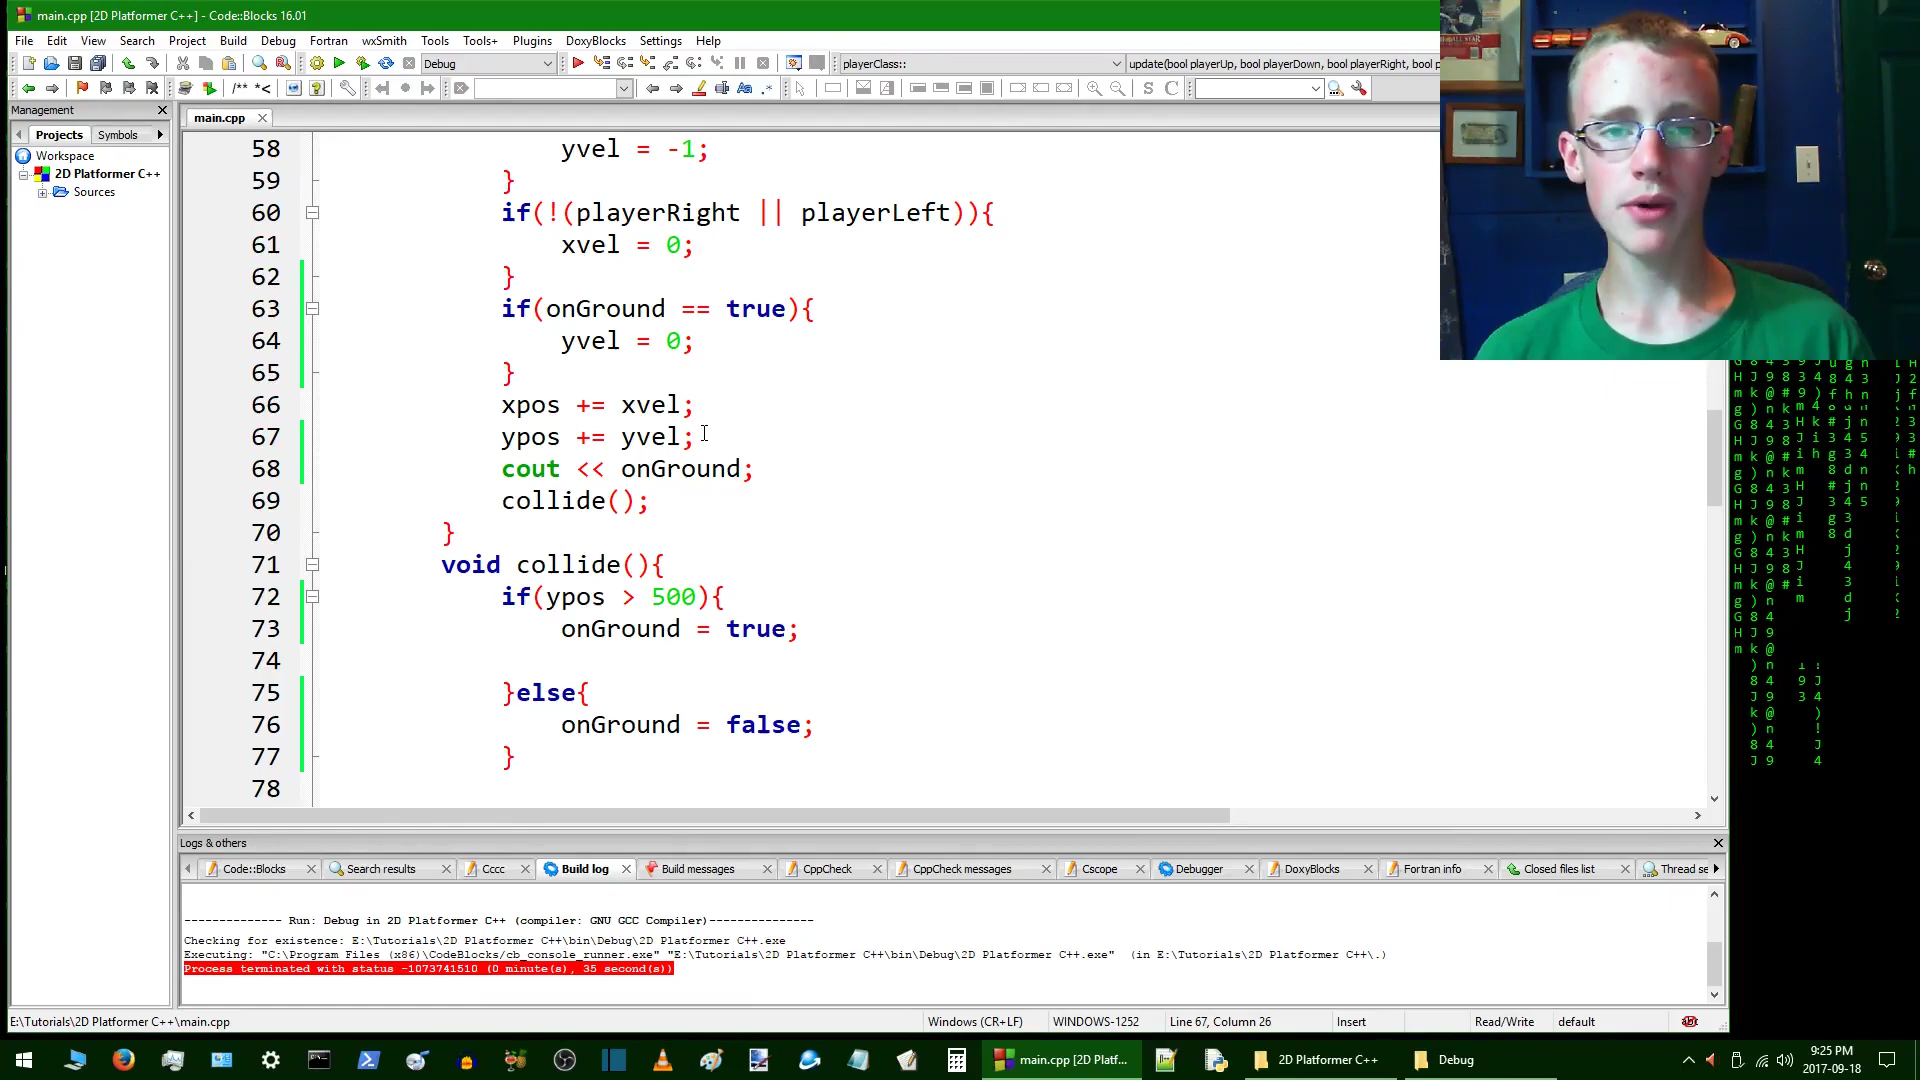 main.cpp [2D Platformer C++] - Code::Blocks 16.01
File Edit View Search Project Build Debug Fortran wxSmith Tools Tools+ Plugins DoxyBlocks Settings Help
Debug
playerClass::
update(bool playerUp, bool playerDown, bool playerRight, bool p
/** *<
Aa .*
S C
Management
Projects Symbols
Workspace
2D Platformer C++
Sources
main.cpp
58 yvel = -1;
59 }
60 if(!(playerRight || playerLeft)){
61 xvel = 0;
62 }
63 if(onGround == true){
64 yvel = 0;
65 }
66 xpos += xvel;
67 ypos += yvel;
68 cout << onGround;
69 collide();
70 }
71 void collide(){
72 if(ypos > 500){
73 onGround = true;
74
75 }else{
76 onGround = false;
77 }
78
Logs & others
Code::Blocks Search results Cccc Build log Build messages CppCheck CppCheck messages Cscope Debugger DoxyBlocks Fortran info Closed files list Thread se
-------------- Run: Debug in 2D Platformer C++ (compiler: GNU GCC Compiler)---------------
Checking for existence: E:\Tutorials\2D Platformer C++\bin\Debug\2D Platformer C++.exe
Executing: "C:\Program Files (x86)\CodeBlocks/cb_console_runner.exe" "E:\Tutorials\2D Platformer C++\bin\Debug\2D Platformer C++.exe" (in E:\Tutorials\2D Platformer C++\.)
Process terminated with status -1073741510 (0 minute(s), 35 second(s))
E:\Tutorials\2D Platformer C++\main.cpp Windows (CR+LF) WINDOWS-1252 Line 67, Column 26 Insert Read/Write default
main.cpp [2D Platf... 2D Platformer C++ Debug
9:25 PM
2017-09-18